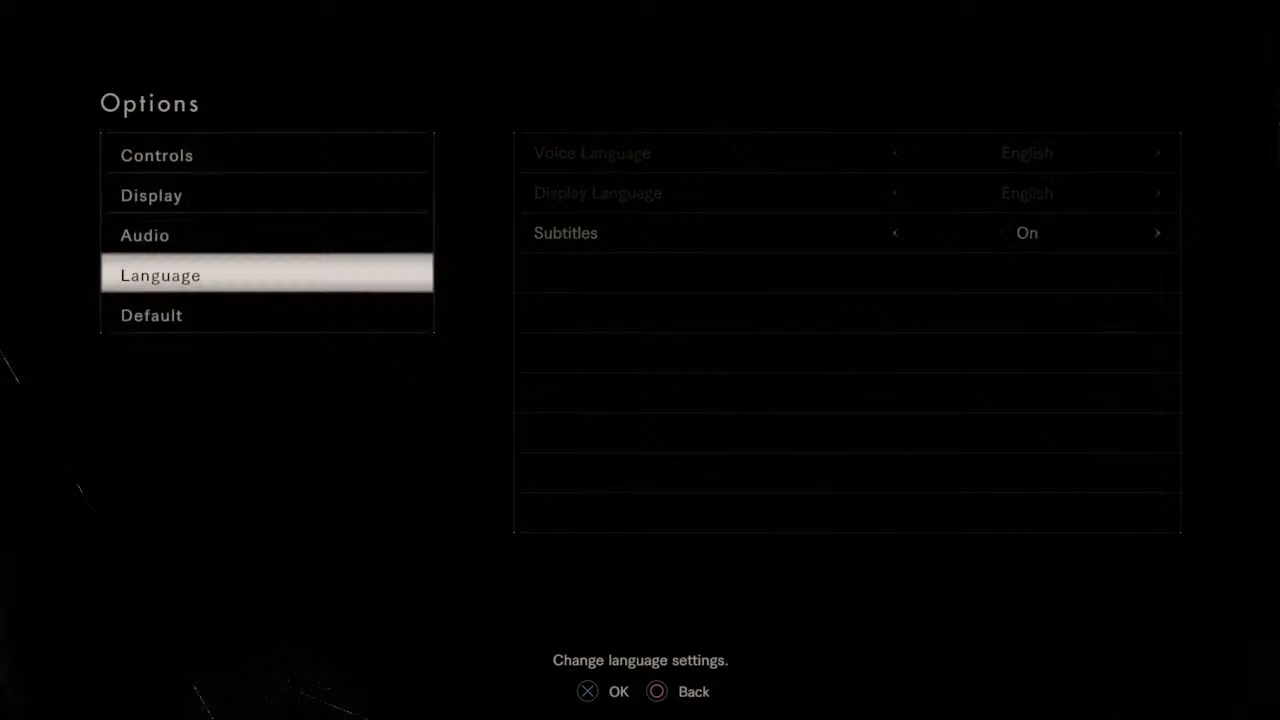 Options
Controls
Display
Audio
Language
Default
Voice Language English
Display Language English
Subtitles On
Change language settings.
OK Back